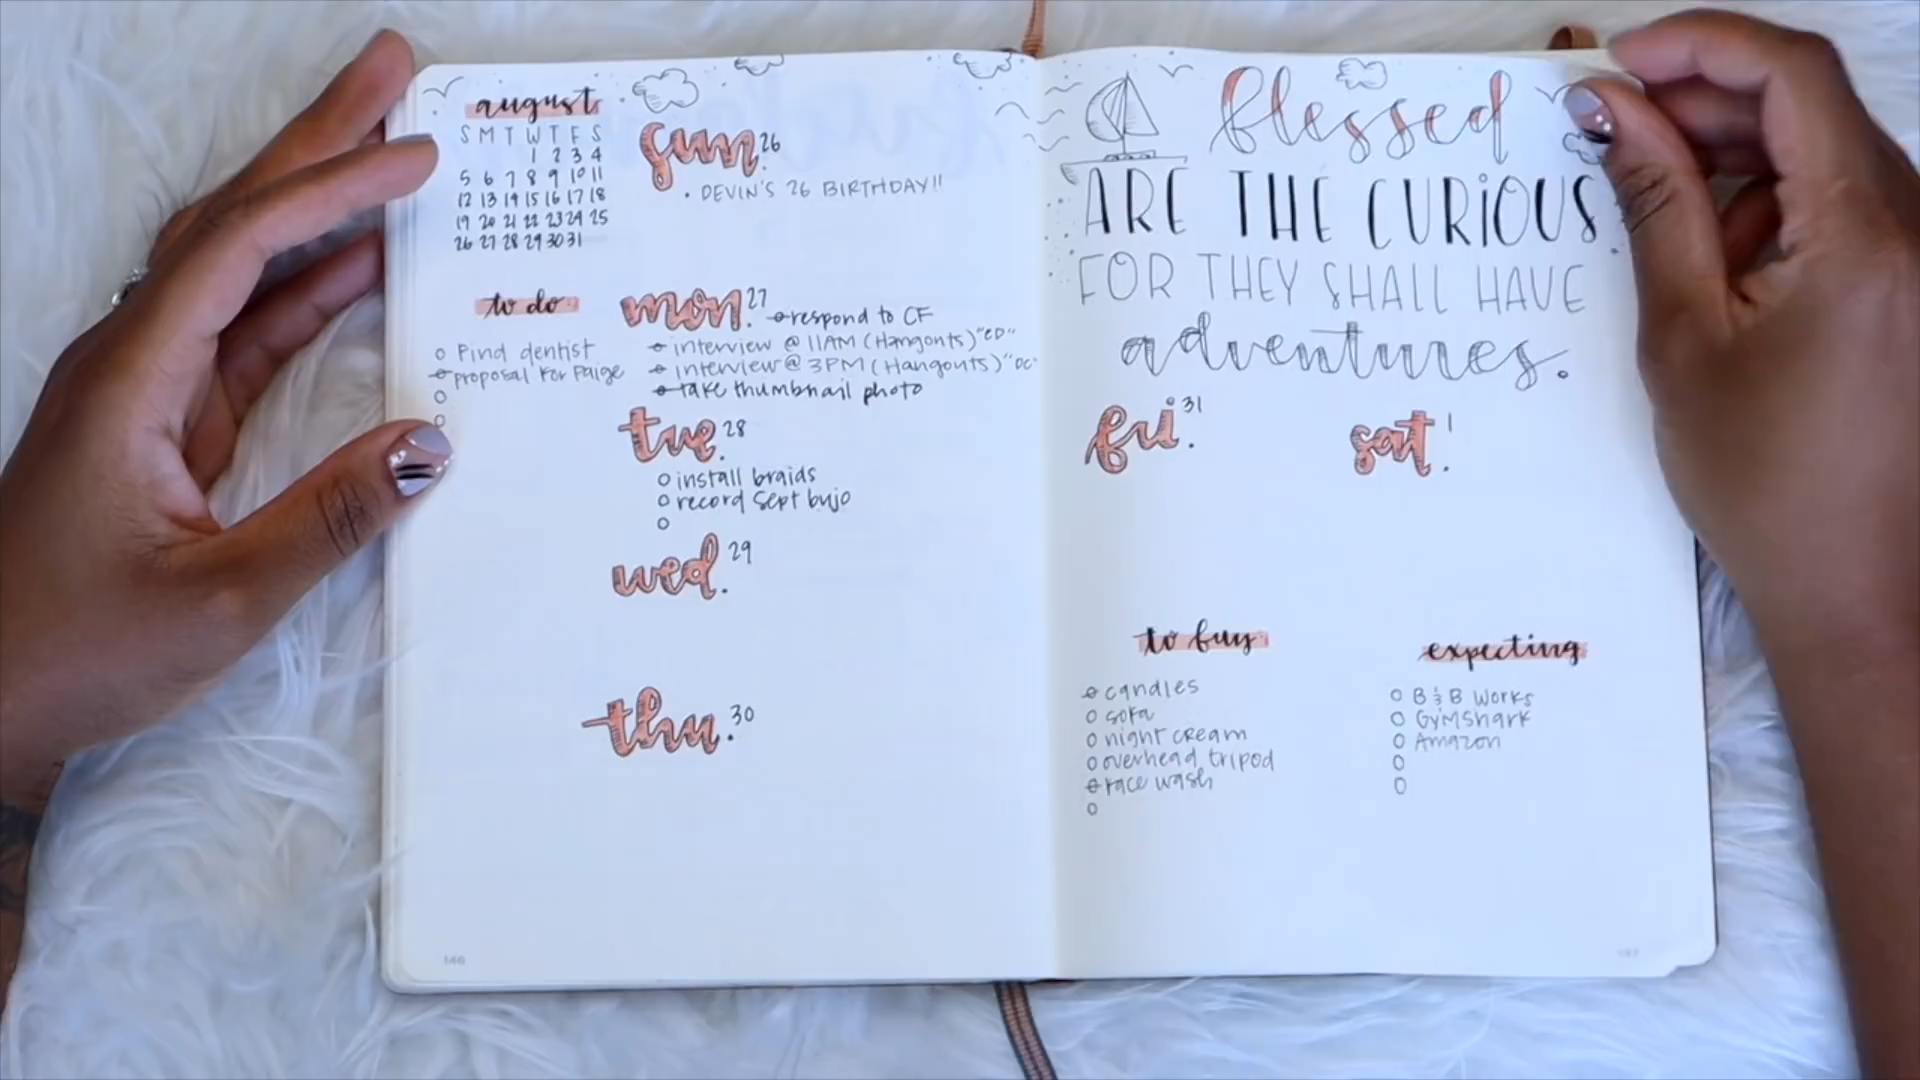 august
S M T W T F S
1 2 3 4
5 6 7 8 9 10 11
12 13 14 15 16 17 18
19 20 21 22 23 24 25
26 27 28 29 30 31
to do
Find dentist
proposal for Paige
sun. 26
• DEVIN'S 26 BIRTHDAY!!
mon. 27
respond to CF
interview @ 11AM (Hangouts) "CD"
interview @ 3PM (Hangouts) "DC"
take thumbnail photo
tue. 28
install braids
record Sept bujo
wed. 29
thu. 30
146
blessed
ARE THE CURIOUS
FOR THEY SHALL HAVE
adventures.
fri. 31
sat. 1
to buy
candles
sofa
night cream
overhead tripod
face wash
expecting
B & B Works
GYMSHARK
Amazon